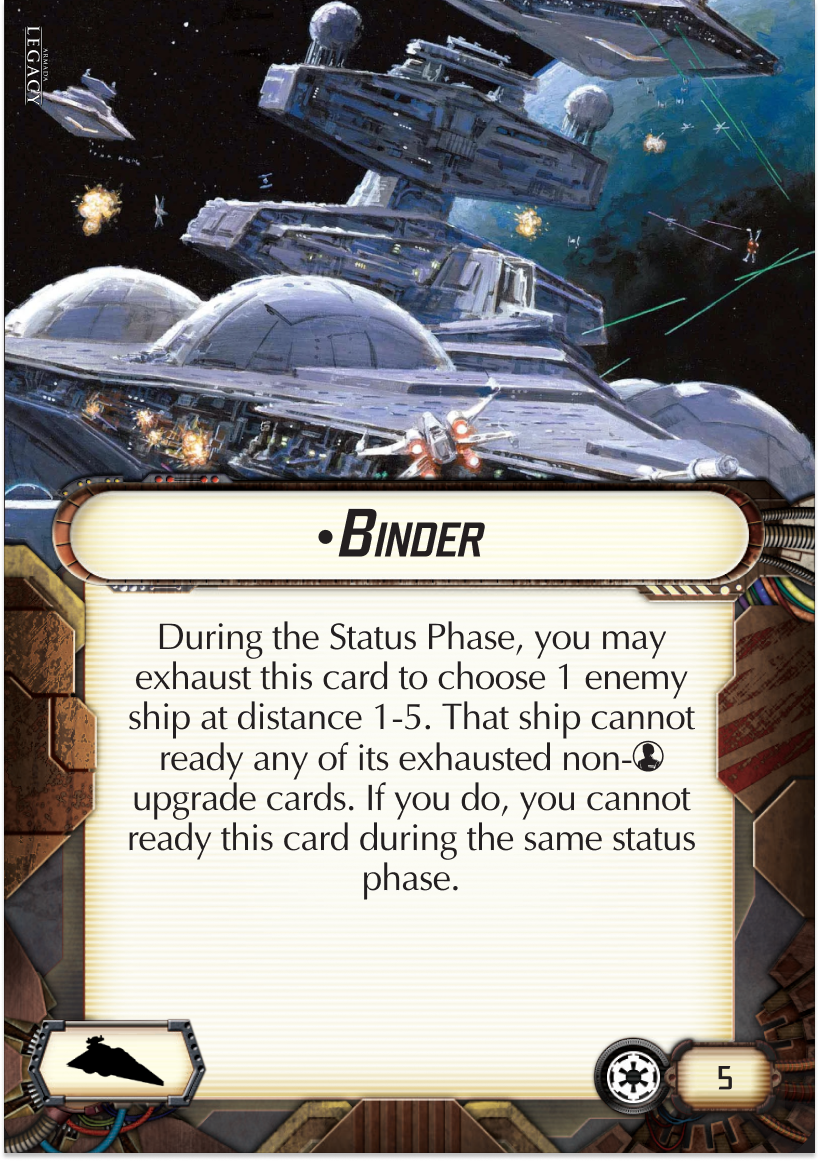 ARMADA
LEGACY
•BINDER
During the Status Phase, you may
exhaust this card to choose 1 enemy
ship at distance 1-5. That ship cannot
ready any of its exhausted non-
upgrade cards. If you do, you cannot
ready this card during the same status
phase.
5